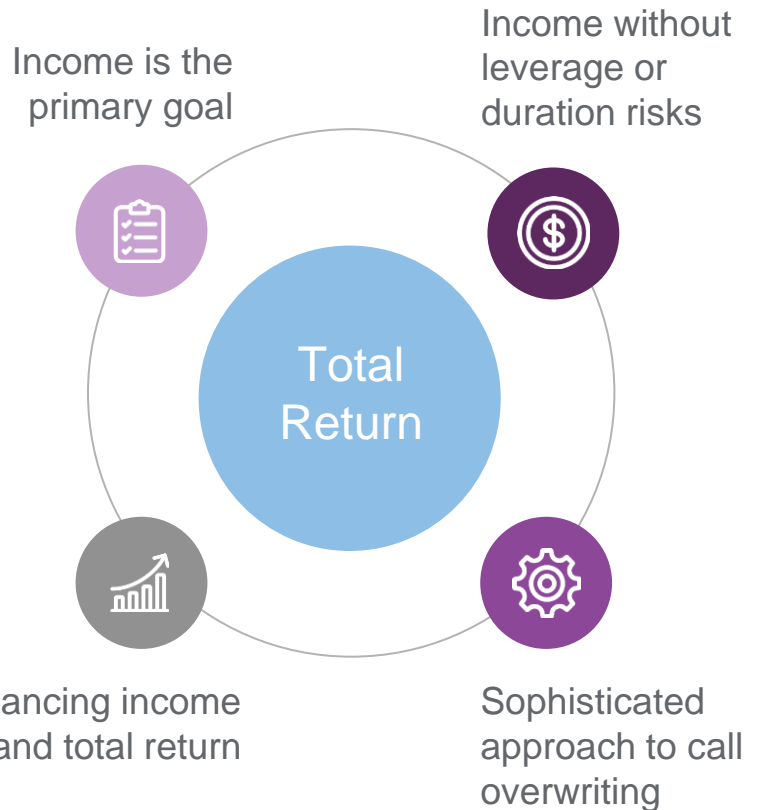 Income is the
primary goal
Income without
leverage or
duration risks
$
Total
Return
ancing income
and total return
Sophisticated
approach to call
overwriting